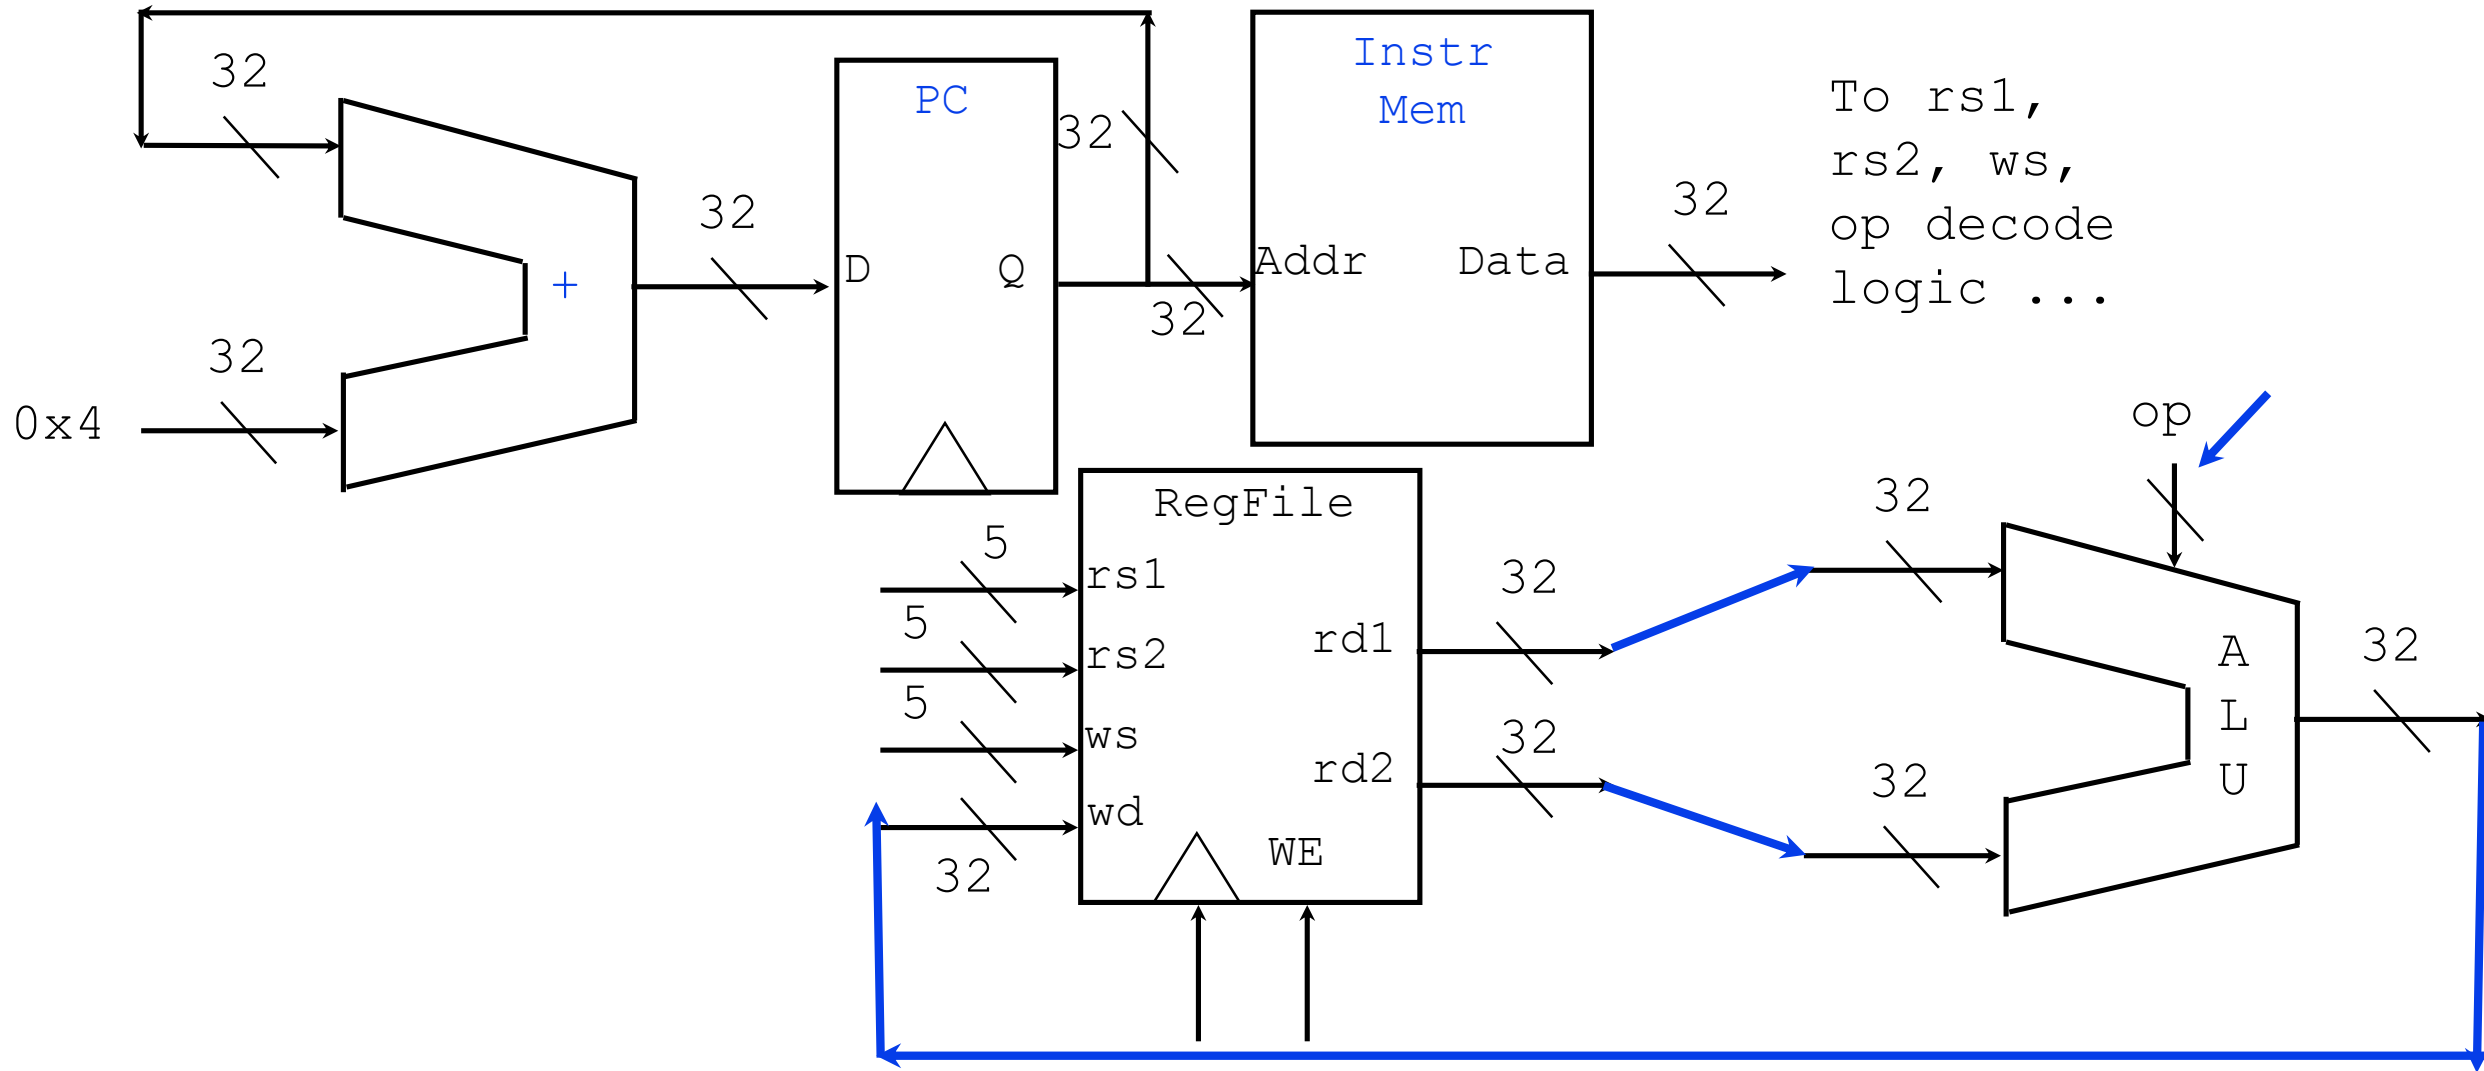 32
PC
32
Instr
Mem
To rs1,
rs2, ws,
op decode
logic ...
32
32
+
D
Q
32
Addr
Data
32
0x4
op
RegFile
32
5
rs1
32
5
rs2
rd1
A
L
U
32
5
ws
32
rd2
32
wd
WE
32